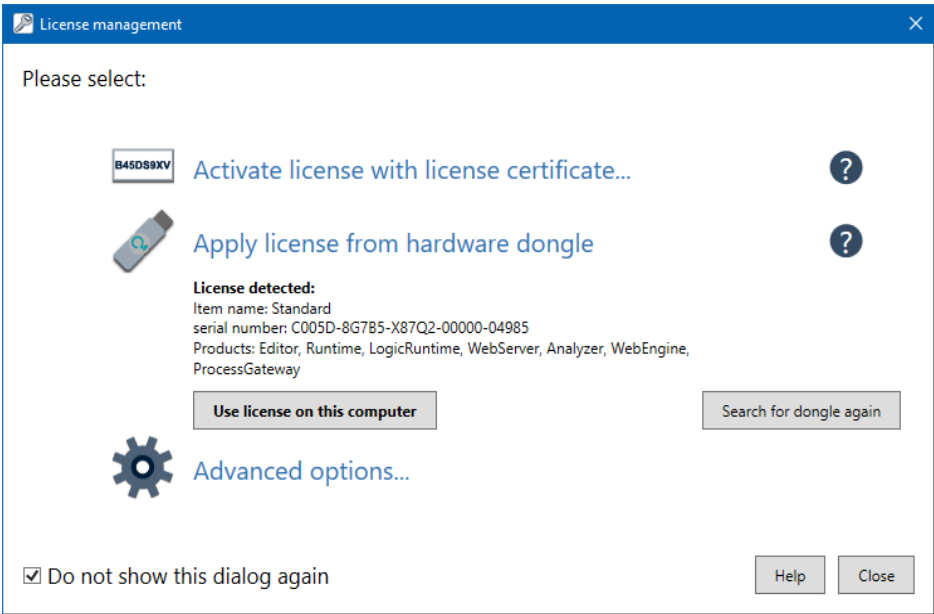 License management
Please select:
B45DS9XV
Activate license with license certificate...
?
Apply license from hardware dongle
?
License detected:
Item name: Standard
serial number: C005D-8G7B5-X87Q2-00000-04985
Products: Editor, Runtime, LogicRuntime, WebServer, Analyzer, WebEngine,
ProcessGateway
Use license on this computer
Search for dongle again
Advanced options...
Do not show this dialog again
Help
Close